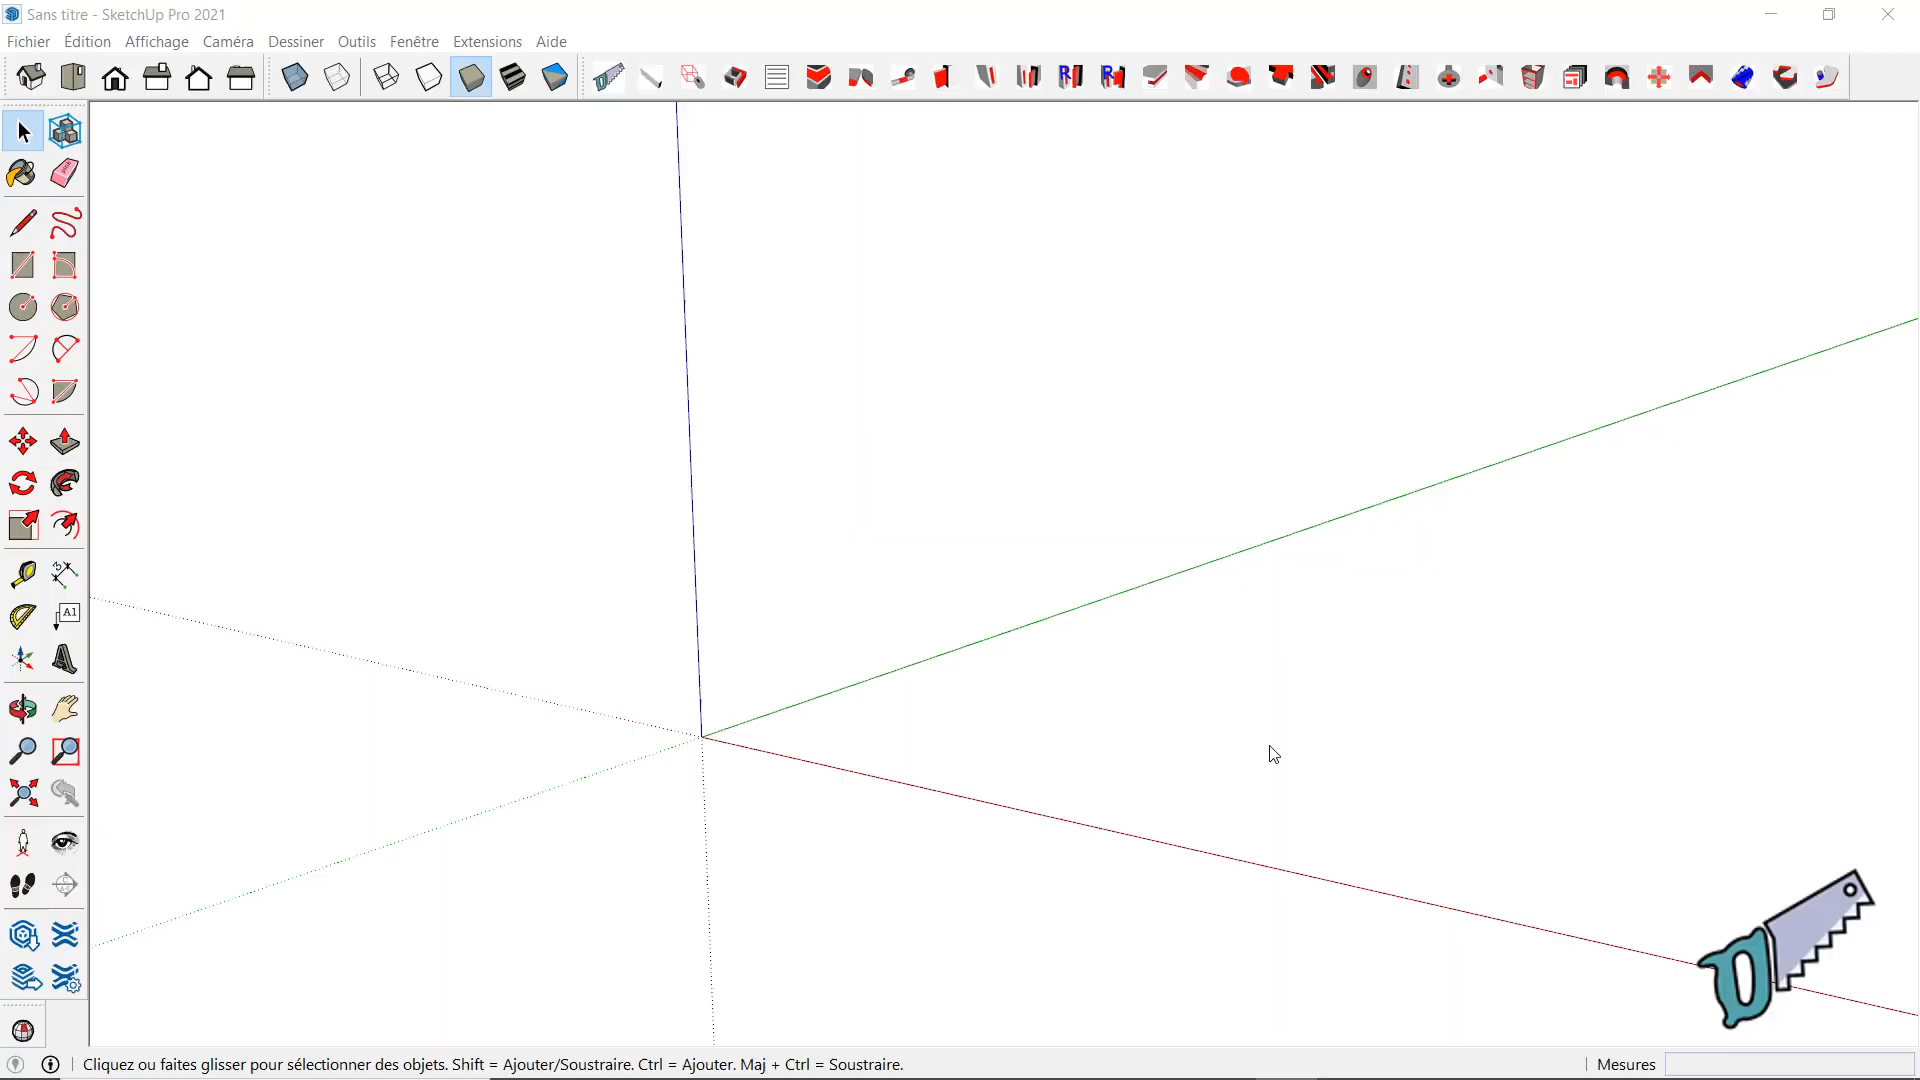 Sans titre - SketchUp Pro 2021
Fichier Édition Affichage Caméra Dessiner Outils Fenêtre Extensions Aide
A1
Cliquez ou faites glisser pour sélectionner des objets. Shift = Ajouter/Soustraire. Ctrl = Ajouter. Maj + Ctrl = Soustraire.
Mesures